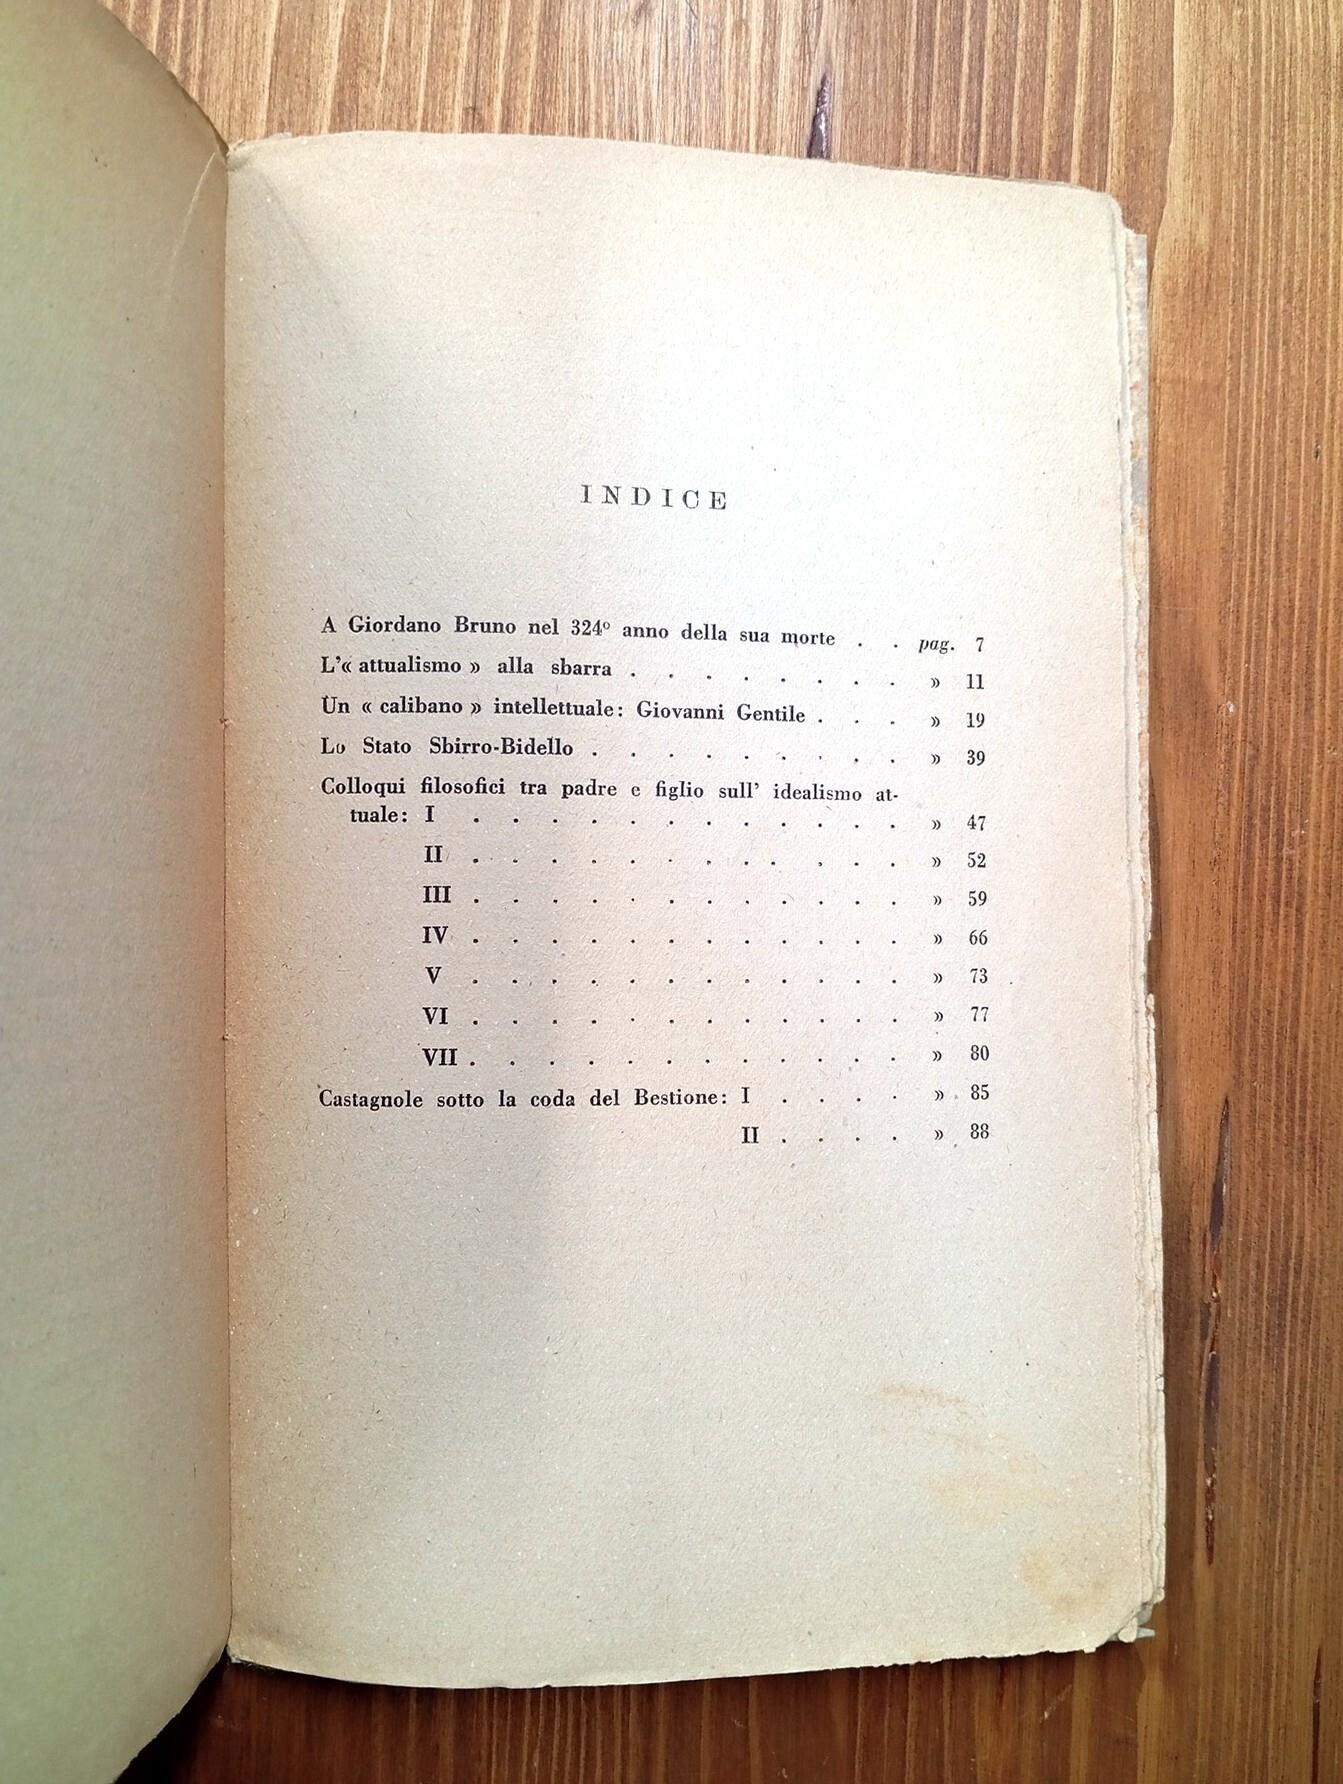 INDICE
A Giordano Bruno nel 324º anno della sua morte . . pag. 7
L'« attualismo » alla sbarra . . . . . . . . » 11
Un « calibano » intellettuale: Giovanni Gentile . . . » 19
Lo Stato Sbirro-Bidello . . . . . . . . . » 39
Colloqui filosofici tra padre e figlio sull' idealismo at-
tuale: I . . . . . . . . . . . . » 47
II . . . . . . . . . . . . » 52
III . . . . . . . . . . . . » 59
IV . . . . . . . . . . . . » 66
V . . . . . . . . . . . . » 73
VI . . . . . . . . . . . . » 77
VII . . . . . . . . . . . . » 80
Castagnole sotto la coda del Bestione: I . . . . » 85
II . . . . » 88